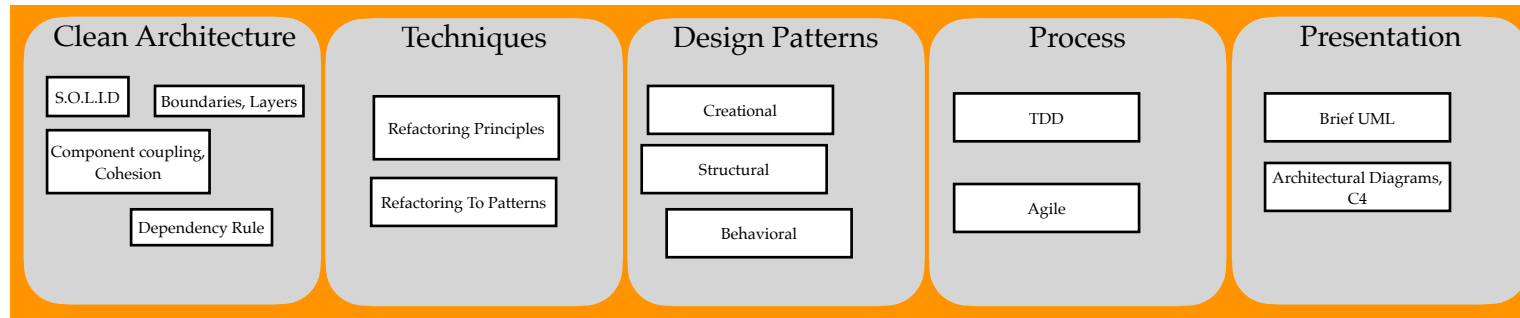 Clean Architecture
S.O.L.I.D
Boundaries, Layers
Component coupling,
Cohesion
Dependency Rule
Techniques
Refactoring Principles
Refactoring To Patterns
Design Patterns
Creational
Structural
Behavioral
Process
TDD
Agile
Presentation
Brief UML
Architectural Diagrams,
C4